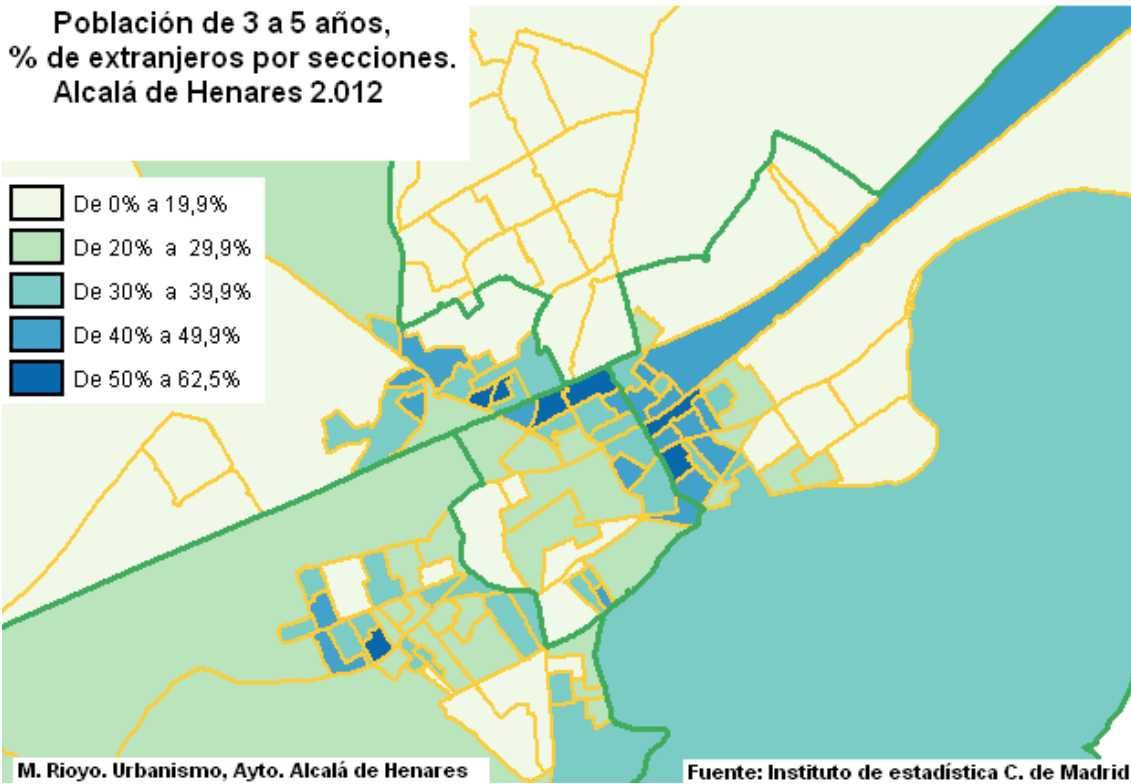 Población de 3 a 5 años,
% de extranjeros por secciones.
Alcalá de Henares 2.012
De 0% a 19,9%
De 20% a 29,9%
De 30% a 39,9%
De 40% a 49,9%
De 50% a 62,5%
M. Rioyo. Urbanismo, Ayto. Alcalá de Henares
Fuente: Instituto de estadística C. de Madrid